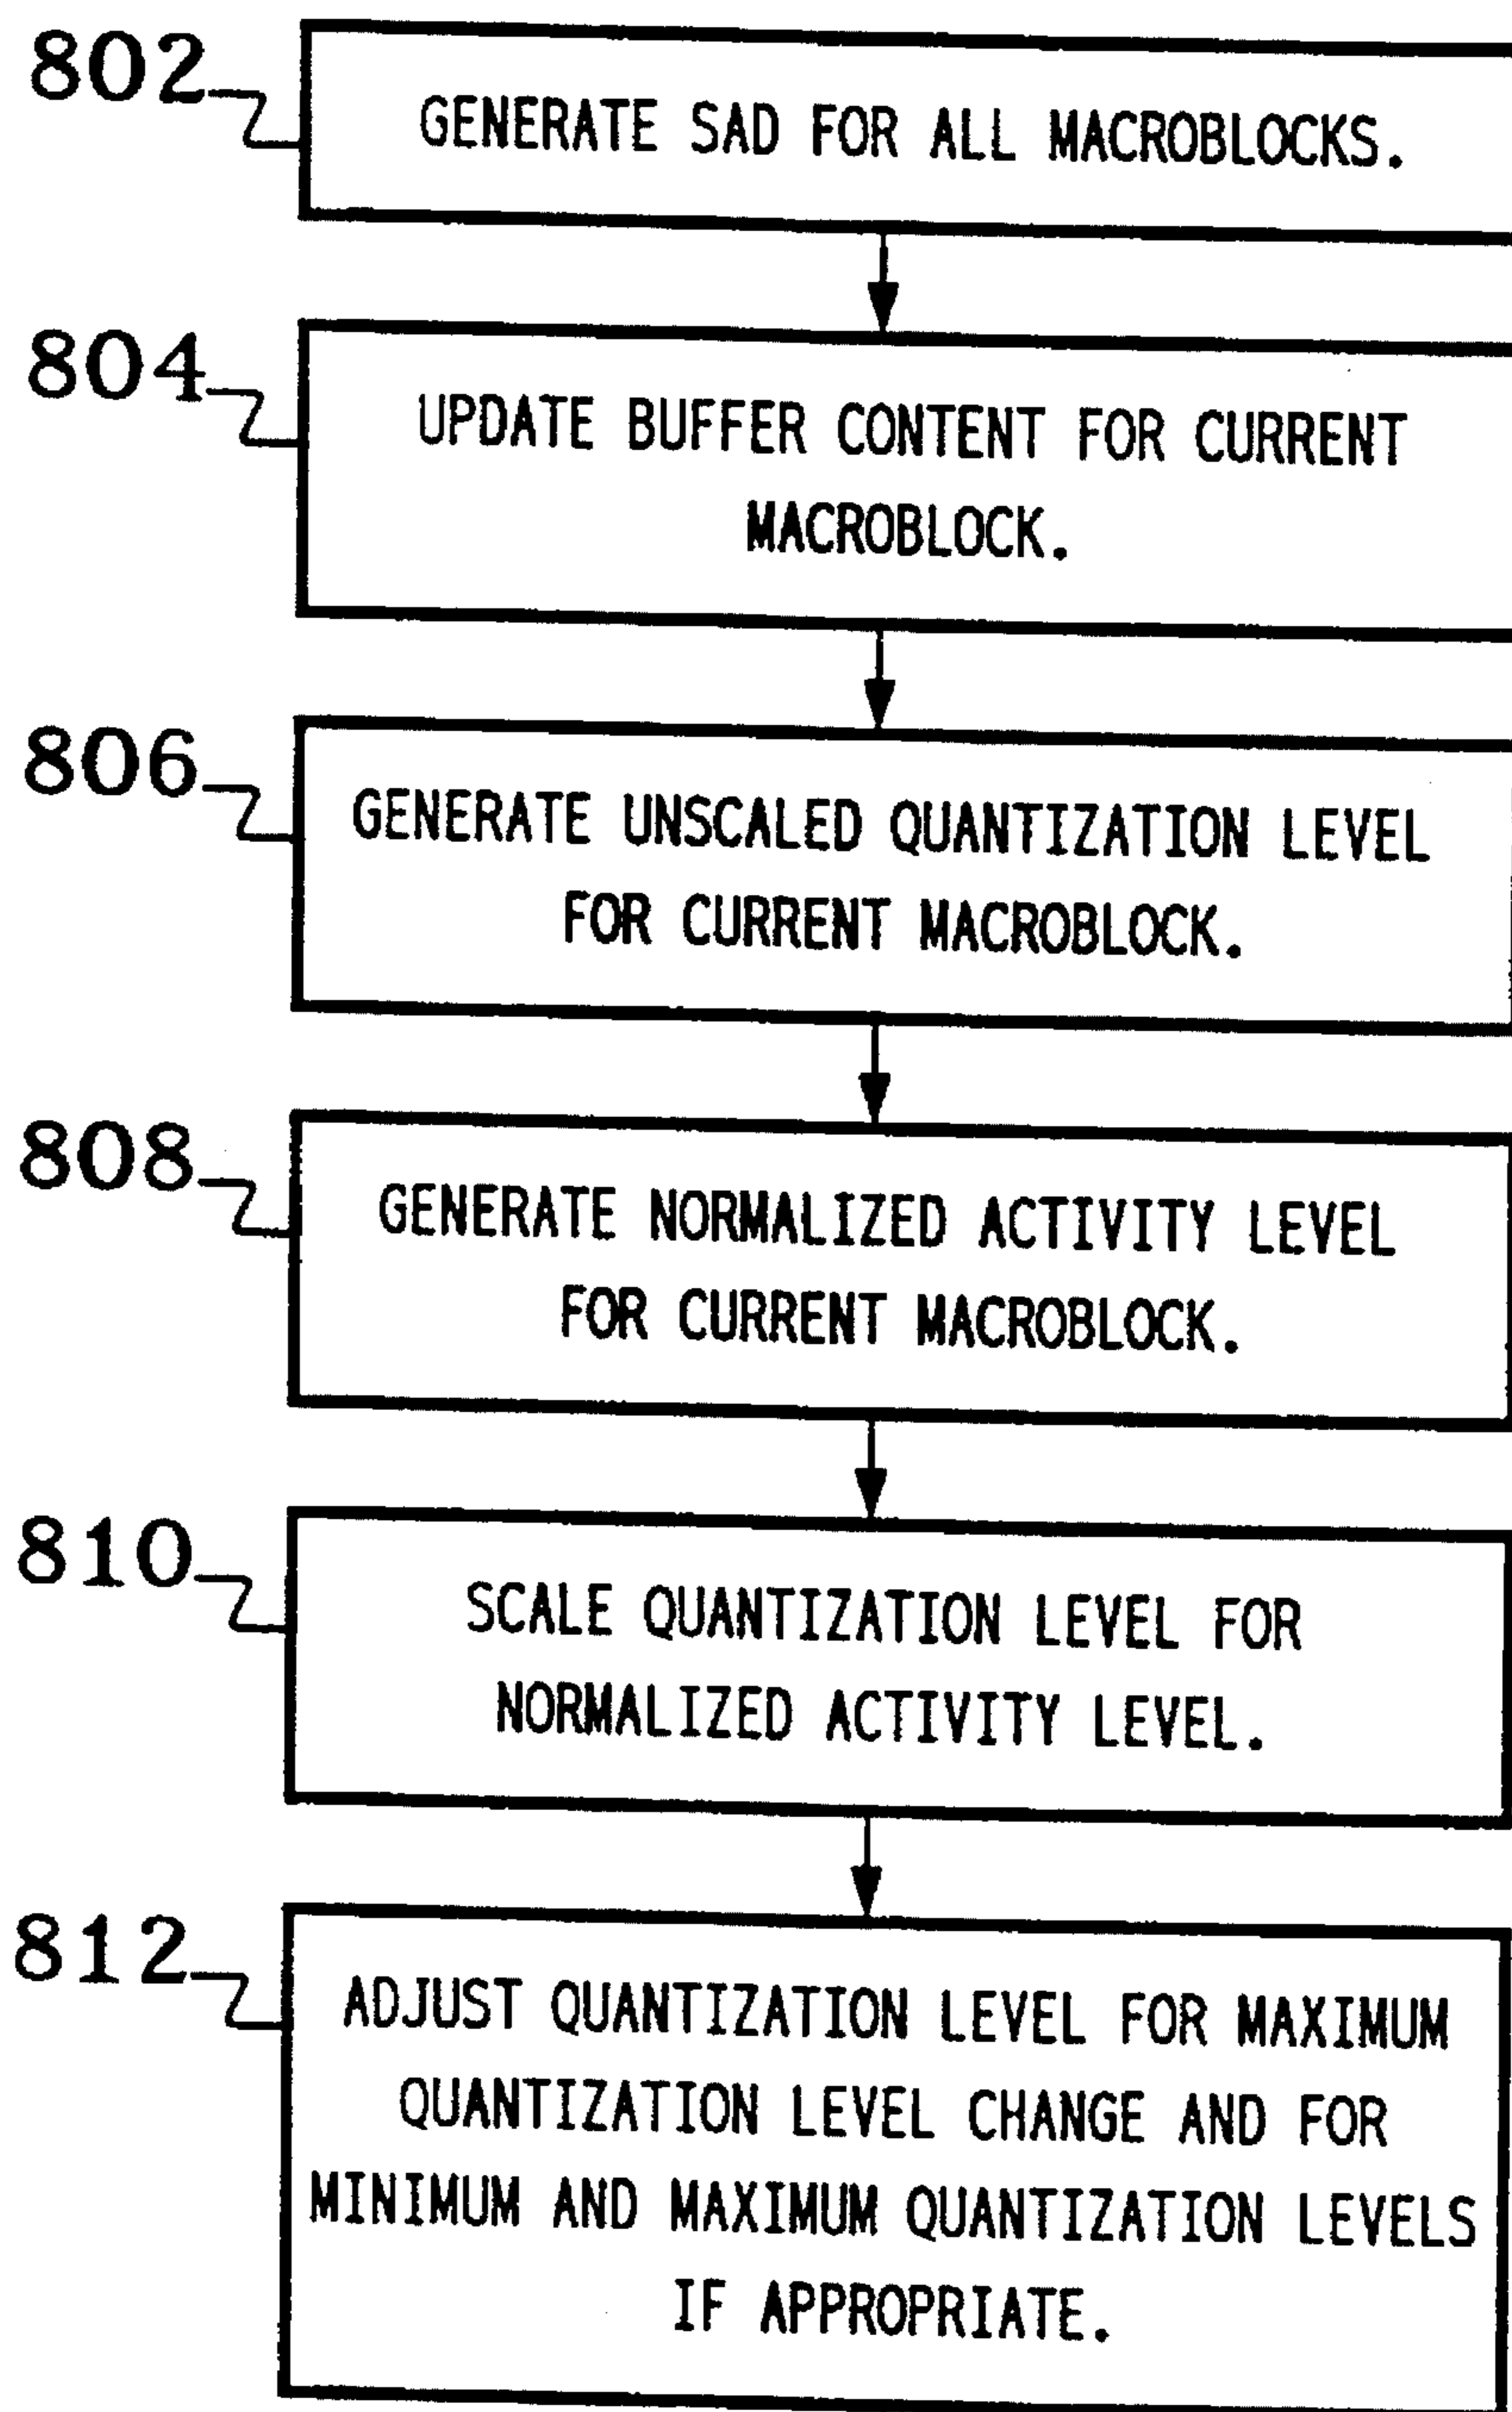 802
GENERATE SAD FOR ALL MACROBLOCKS.
804
UPDATE BUFFER CONTENT FOR CURRENT
MACROBLOCK.
806
GENERATE UNSCALED QUANTIZATION LEVEL
FOR CURRENT MACROBLOCK.
808
GENERATE NORMALIZED ACTIVITY LEVEL
FOR CURRENT MACROBLOCK.
810
SCALE QUANTIZATION LEVEL FOR
NORMALIZED ACTIVITY LEVEL.
812
ADJUST QUANTIZATION LEVEL FOR MAXIMUM
QUANTIZATION LEVEL CHANGE AND FOR
MINIMUM AND MAXIMUM QUANTIZATION LEVELS
IF APPROPRIATE.